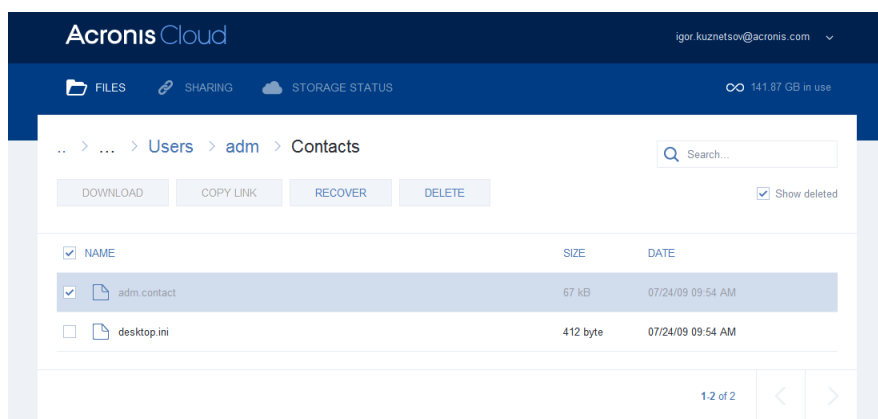 Acronis Cloud
igor.kuznetsov@acronis.com
FILES SHARING STORAGE STATUS 141.87 GB in use
.. > ... > Users > adm > Contacts
Search...
DOWNLOAD COPY LINK RECOVER DELETE
Show deleted
NAME SIZE DATE
adm.contact 67 kB 07/24/09 09:54 AM
desktop.ini 412 byte 07/24/09 09:54 AM
1-2 of 2